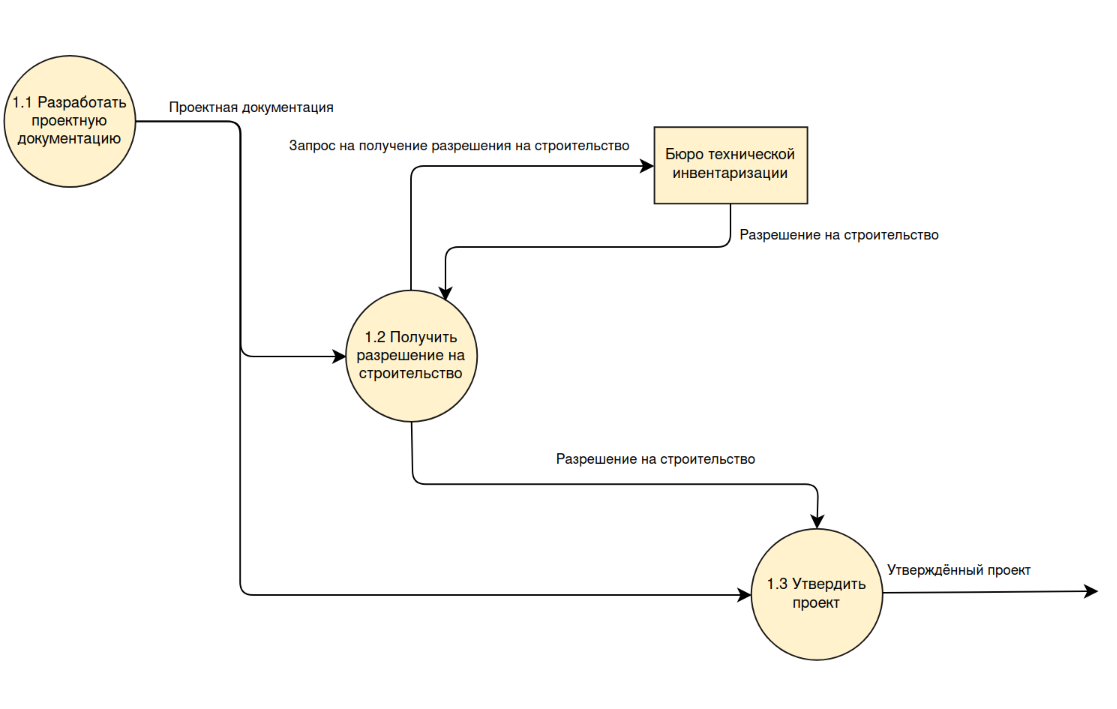 1.1 Разработать
проектную
документацию
Проектная документация
Запрос на получение разрешения на строительство
Бюро технической
инвентаризации
Разрешение на строительство
1.2 Получить
разрешение на
строительство
Разрешение на строительство
1.3 Утвердить
проект
Утверждённый проект